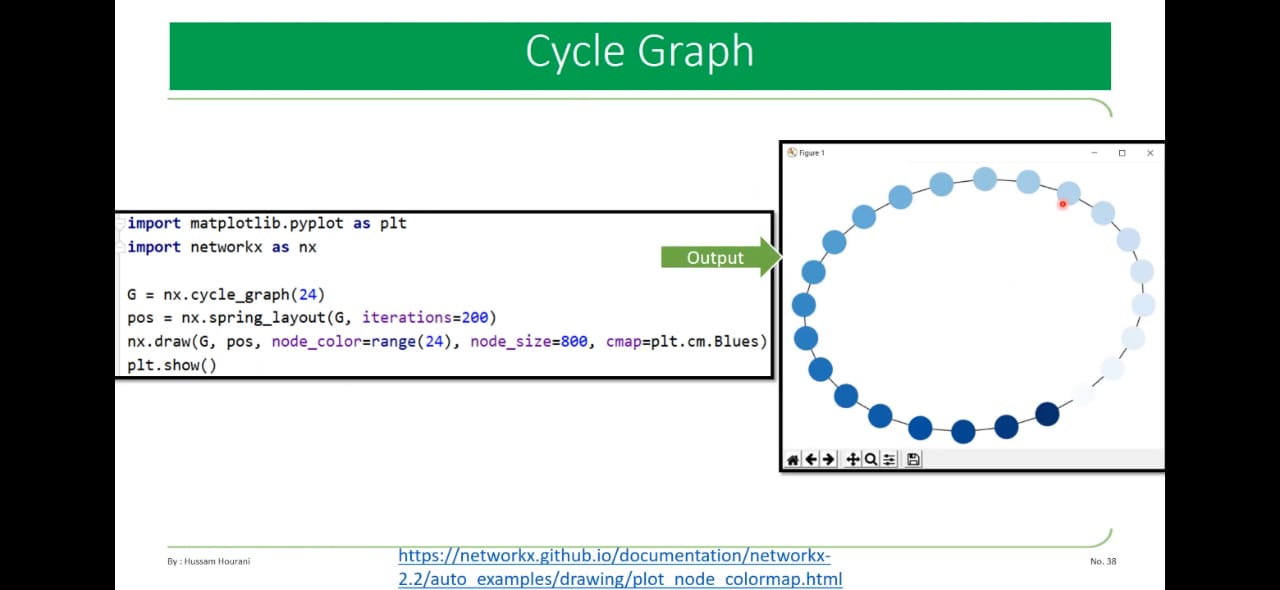 Cycle Graph
Figure 1
import matplotlib.pyplot as plt
import networkx as nx
G = nx.cycle_graph(24)
pos = nx.spring_layout(G, iterations=200)
nx.draw(G, pos, node_color=range(24), node_size=800, cmap=plt.cm.Blues)
plt.show()
Output
By : Hussam Hourani
https://networkx.github.io/documentation/networkx-
2.2/auto_examples/drawing/plot_node_colormap.html
No. 38